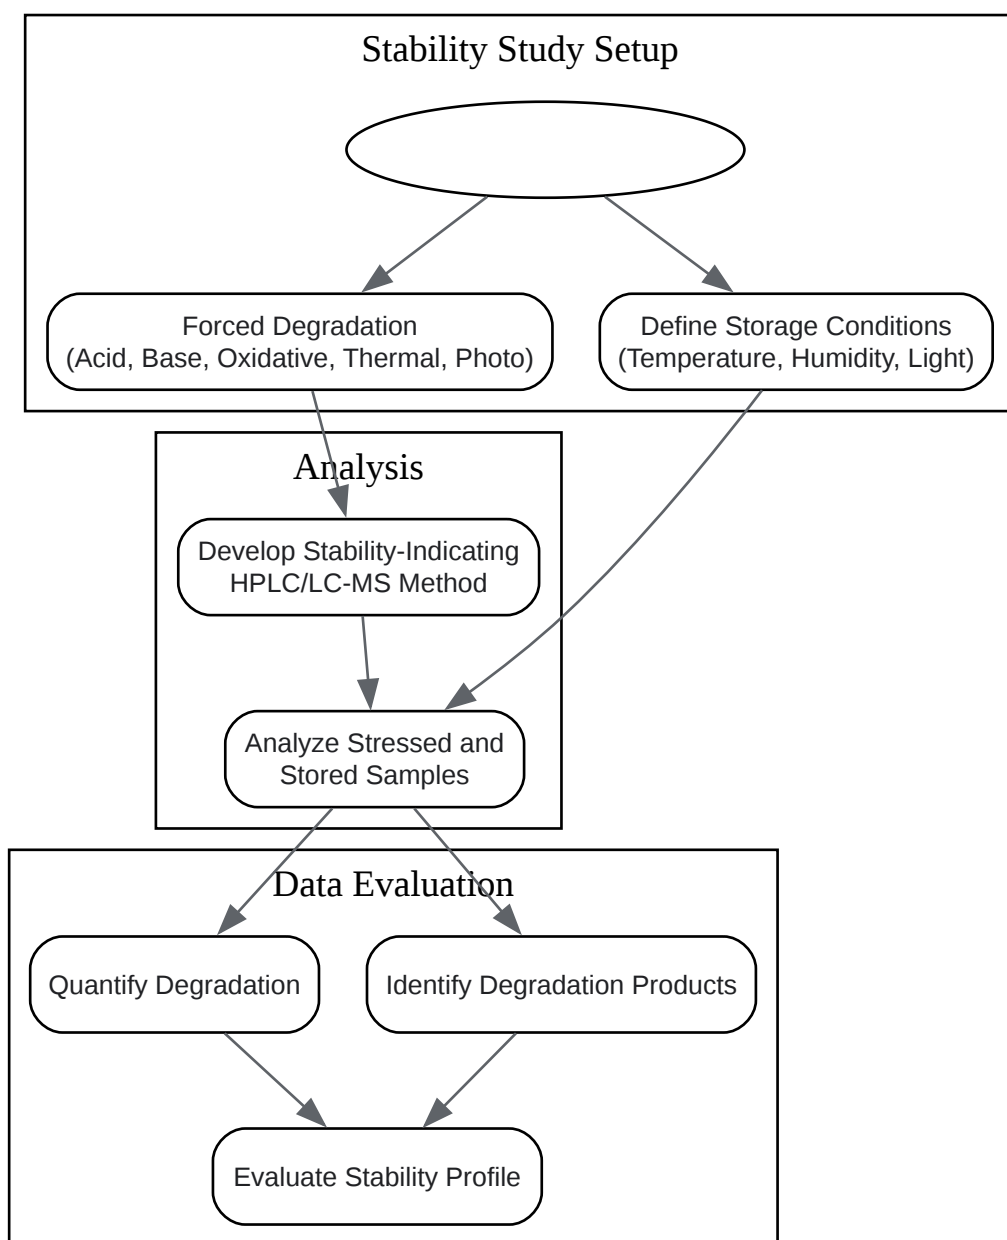 Stability Study Setup
Forced Degradation
(Acid, Base, Oxidative, Thermal, Photo)
Define Storage Conditions
(Temperature, Humidity, Light)
Analysis
Develop Stability-Indicating
HPLC/LC-MS Method
Analyze Stressed and
Stored Samples
Data Evaluation
Quantify Degradation
Identify Degradation Products
Evaluate Stability Profile